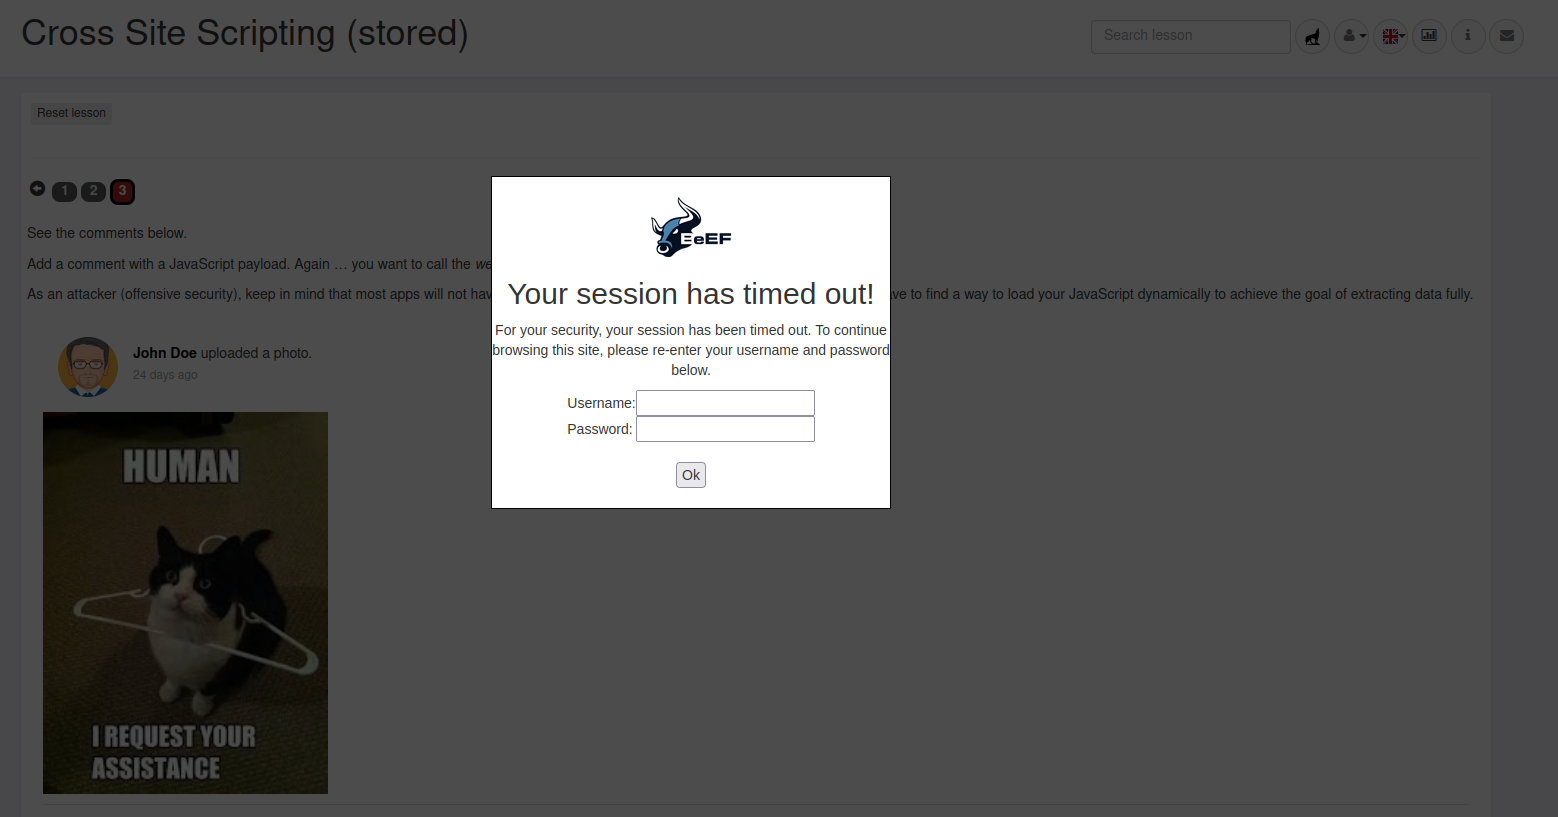 Cross Site Scripting (stored)
Search lesson
Reset lesson
1 2 3
See the comments below.
Add a comment with a JavaScript payload. Again … you want to call the we
As an attacker (offensive security), keep in mind that most apps will not hav
ve to find a way to load your JavaScript dynamically to achieve the goal of extracting data fully.
BeEF
Your session has timed out!
For your security, your session has been timed out. To continue
browsing this site, please re-enter your username and password
below.
Username:
Password:
Ok
John Doe uploaded a photo.
24 days ago
HUMAN
I REQUEST YOUR
ASSISTANCE